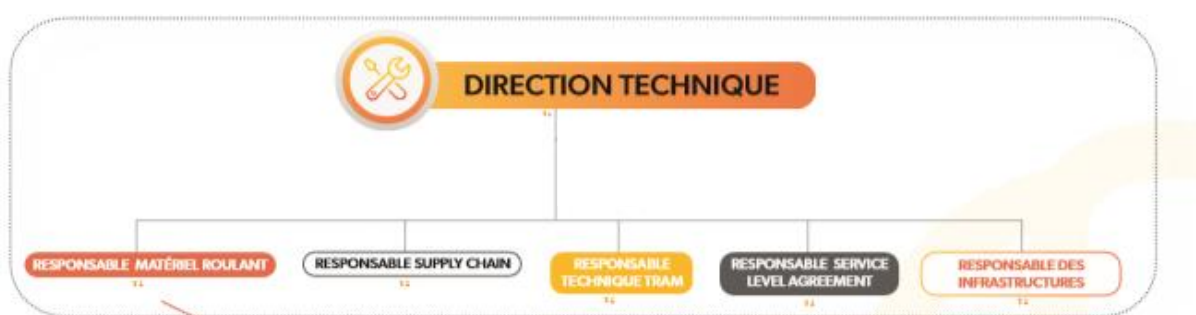 DIRECTION TECHNIQUE
RESPONSABLE MATÉRIEL ROULANT
RESPONSABLE SUPPLY CHAIN
RESPONSABLE
TECHNIQUE TRAM
RESPONSABLE SERVICE
LEVEL AGREEMENT
RESPONSABLE DES
INFRASTRUCTURES